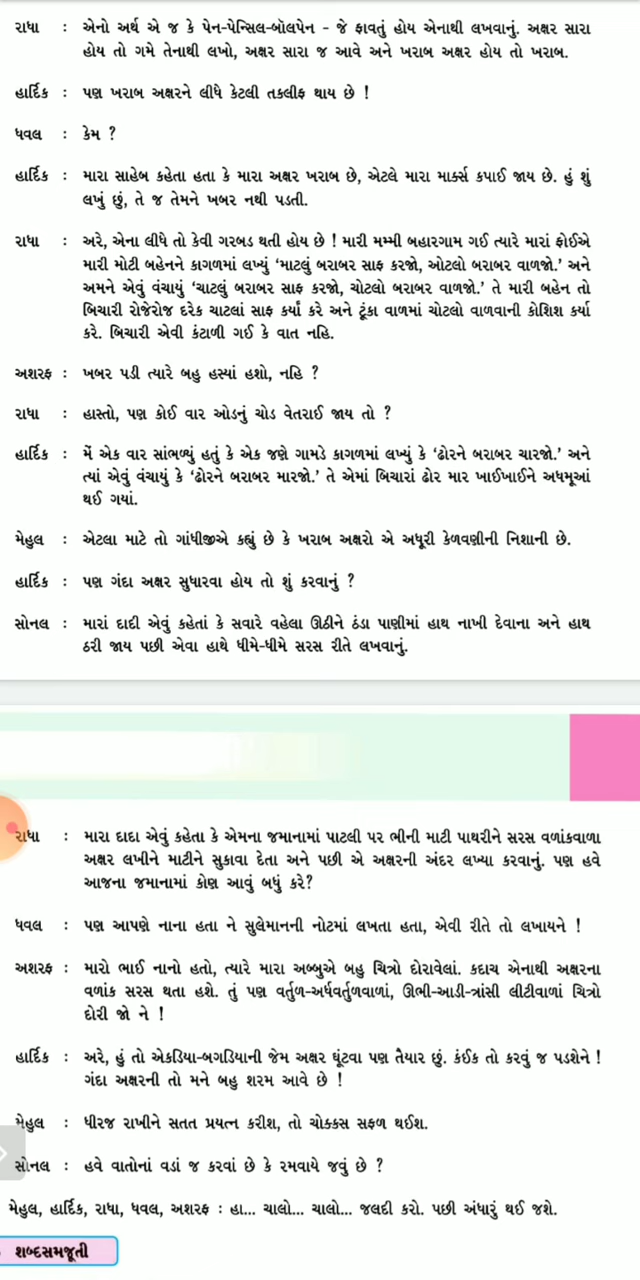 રાધા : એનો અર્થ એ જ કે પેન-પેન્સિલ-બૉલપેન - જે ફાવતું હોય એનાથી લખવાનું. અક્ષર સારા
હોય તો ગમે તેનાથી લખો, અક્ષર સારા જ આવે અને ખરાબ અક્ષર હોય તો ખરાબ.
હાર્દિક : પણ ખરાબ અક્ષરને લીધે કેટલી તકલીફ થાય છે !
ધવલ : કેમ ?
હાર્દિક : મારા સાહેબ કહેતા હતા કે મારા અક્ષર ખરાબ છે, એટલે મારા માર્ક્સ કપાઈ જાય છે. હું શું
લખું છું, તે જ તેમને ખબર નથી પડતી.
રાધા : અરે, એના લીધે તો કેવી ગરબડ થતી હોય છે ! મારી મમ્મી બહારગામ ગઈ ત્યારે મારાં ફોઈએ
મારી મોટી બહેનને કાગળમાં લખ્યું ‘માટલું બરાબર સાફ કરજો, ઓટલો બરાબર વાળજો.’ અને
અમને એવું વંચાયું ‘ચાટલું બરાબર સાફ કરજો, ચોટલો બરાબર વાળજો.’ તે મારી બહેન તો
બિચારી રોજેરોજ દરેક ચાટલાં સાફ કર્યાં કરે અને ટૂંકા વાળમાં ચોટલો વાળવાની કોશિશ કર્યા
કરે. બિચારી એવી કંટાળી ગઈ કે વાત નહિ.
અશરફ : ખબર પડી ત્યારે બહુ હસ્યાં હશો, નહિ ?
રાધા : હાસ્તો, પણ કોઈ વાર ઓડનું ચોડ વેતરાઈ જાય તો ?
હાર્દિક : મેં એક વાર સાંભળ્યું હતું કે એક જણે ગામડે કાગળમાં લખ્યું કે ‘ઢોરને બરાબર ચારજો.’ અને
ત્યાં એવું વંચાયું કે ‘ઢોરને બરાબર મારજો.’ તે એમાં બિચારાં ઢોર માર ખાઈખાઈને અધમૂઆં
થઈ ગયાં.
મેહુલ : એટલા માટે તો ગાંધીજીએ કહ્યું છે કે ખરાબ અક્ષરો એ અધૂરી કેળવણીની નિશાની છે.
હાર્દિક : પણ ગંદા અક્ષર સુધારવા હોય તો શું કરવાનું ?
સોનલ : મારાં દાદી એવું કહેતાં કે સવારે વહેલા ઊઠીને ઠંડા પાણીમાં હાથ નાખી દેવાના અને હાથ
ઠરી જાય પછી એવા હાથે ધીમે-ધીમે સરસ રીતે લખવાનું.
રાધા : મારા દાદા એવું કહેતા કે એમના જમાનામાં પાટલી પર ભીની માટી પાથરીને સરસ વળાંકવાળા
અક્ષર લખીને માટીને સુકાવા દેતા અને પછી એ અક્ષરની અંદર લખ્યા કરવાનું. પણ હવે
આજના જમાનામાં કોણ આવું બધું કરે?
ધવલ : પણ આપણે નાના હતા ને સુલેમાનની નોટમાં લખતા હતા, એવી રીતે તો લખાયને !
અશરફ : મારો ભાઈ નાનો હતો, ત્યારે મારા અબ્બુએ બહુ ચિત્રો દોરાવેલાં. કદાચ એનાથી અક્ષરના
વળાંક સરસ થતા હશે. તું પણ વર્તુળ-અર્ધવર્તુળવાળાં, ઊભી-આડી-ત્રાંસી લીટીવાળાં ચિત્રો
દોરી જો ને !
હાર્દિક : અરે, હું તો એકડિયા-બગડિયાની જેમ અક્ષર ઘૂંટવા પણ તૈયાર છું. કંઈક તો કરવું જ પડશેને !
ગંદા અક્ષરની તો મને બહુ શરમ આવે છે !
મેહુલ : ધીરજ રાખીને સતત પ્રયત્ન કરીશ, તો ચોક્કસ સફળ થઈશ.
સોનલ : હવે વાતોનાં વડાં જ કરવાં છે કે રમવાયે જવું છે ?
મેહુલ, હાર્દિક, રાધા, ધવલ, અશરફ : હા... ચાલો... ચાલો... જલદી કરો. પછી અંધારું થઈ જશે.
શબ્દસમજૂતી